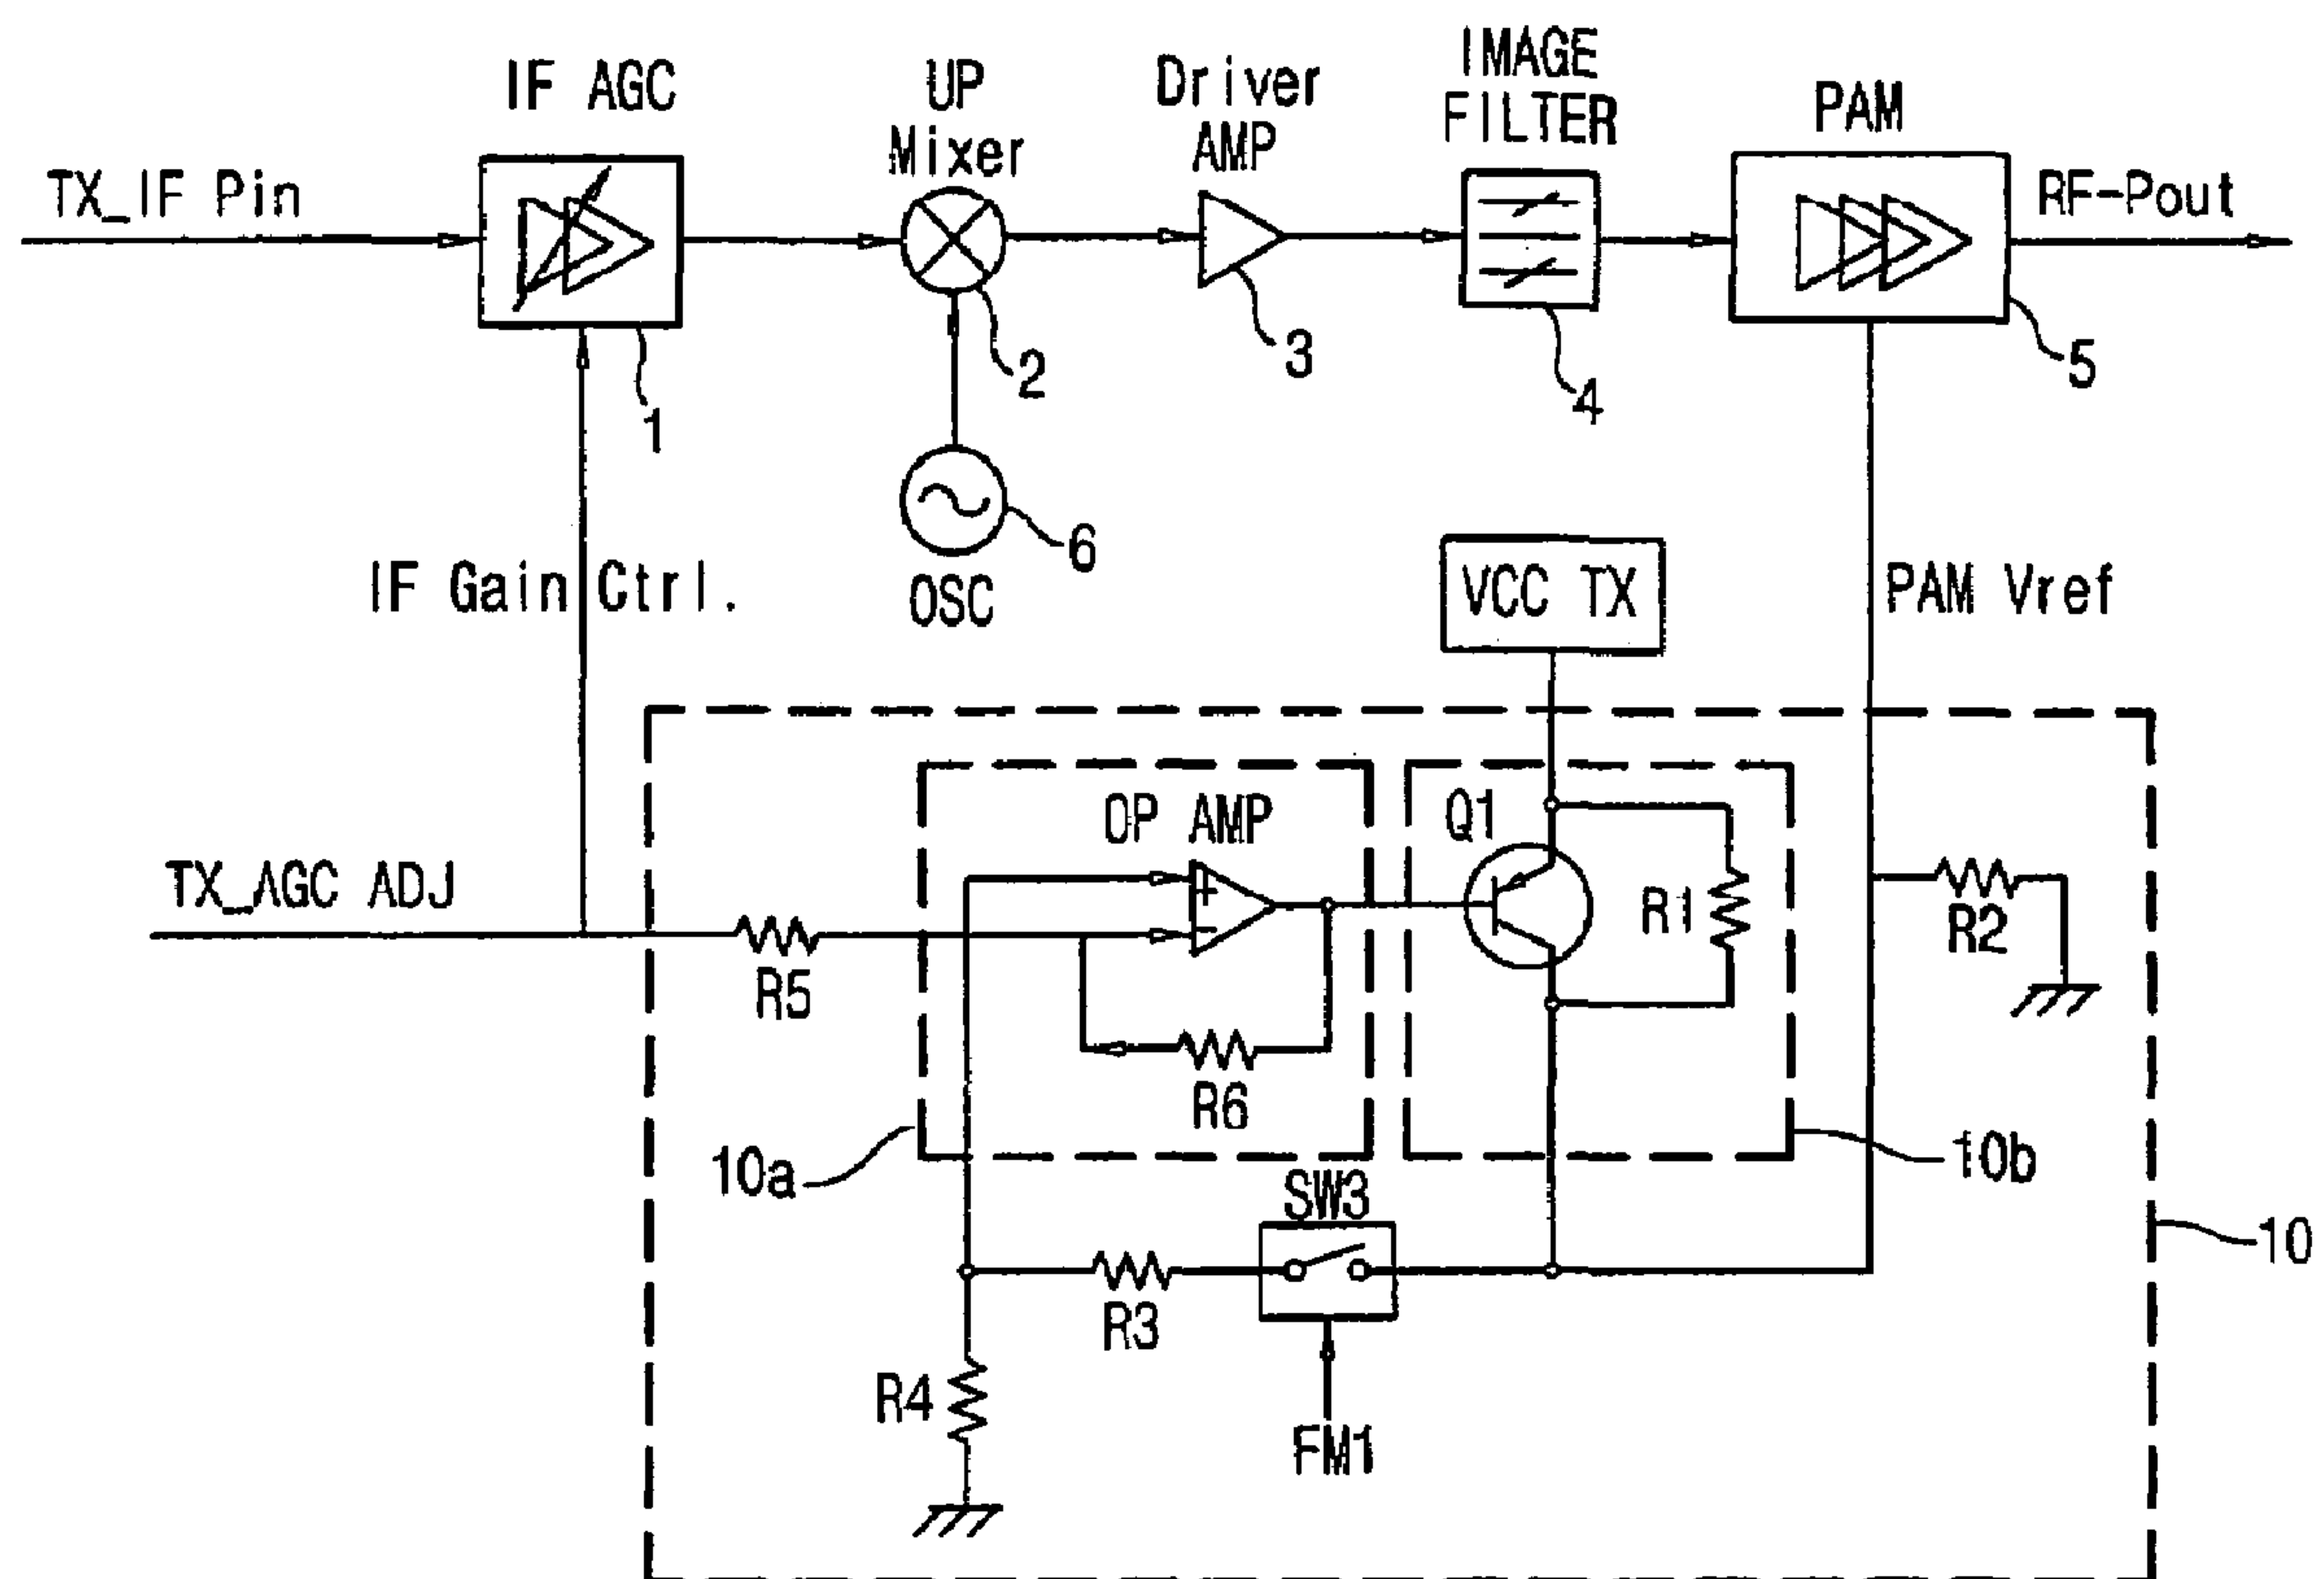 IF AGC
UP
Mixer
Driver
AMP
IMAGE
FILTER
PAM
TX_IF Pin
RF-Pout
1
2
3
4
5
6
OSC
IF Gain Ctrl.
VCC TX
PAM Vref
OP AMP
Q1
+
-
R1
R2
TX_AGC ADJ
R5
R6
10a
10b
SW3
10
R3
R4
FM1